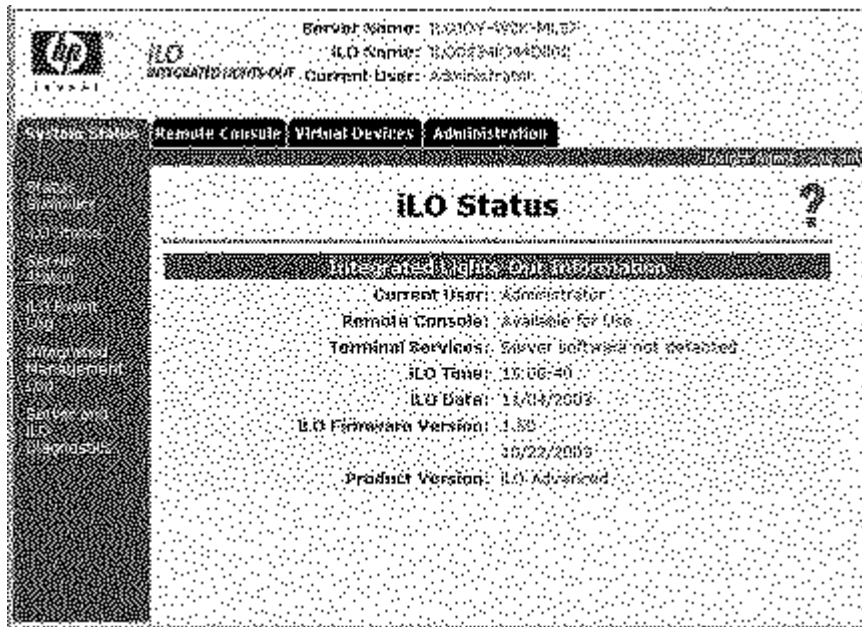 hp
invent
iLO
INTEGRATED LIGHTS-OUT
Server Name:
iLO Name:
Current User: Administrator
System Status
Remote Console
Virtual Devices
Administration
iLO Status
?
Integrated Lights-Out Information
Current User: Administrator
Remote Console: Available for Use
Terminal Services: Server software not detected
iLO Time:
iLO Date: 11/04/2003
iLO Firmware Version: 1.50
10/22/2003
Product Version: iLO Advanced
Status
Summary
iLO Status
Server
Status
iLO Event
Log
Integrated
Management
Log
Server and
iLO
Diagnostics